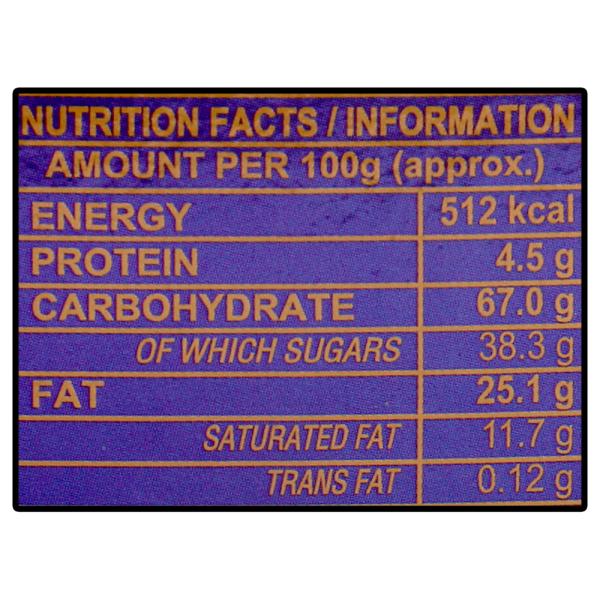 NUTRITION FACTS / INFORMATION
AMOUNT PER 100g (approx.)
ENERGY 512 kcal
PROTEIN 4.5 g
CARBOHYDRATE 67.0 g
OF WHICH SUGARS 38.3 g
FAT 25.1 g
SATURATED FAT 11.7 g
TRANS FAT 0.12 g